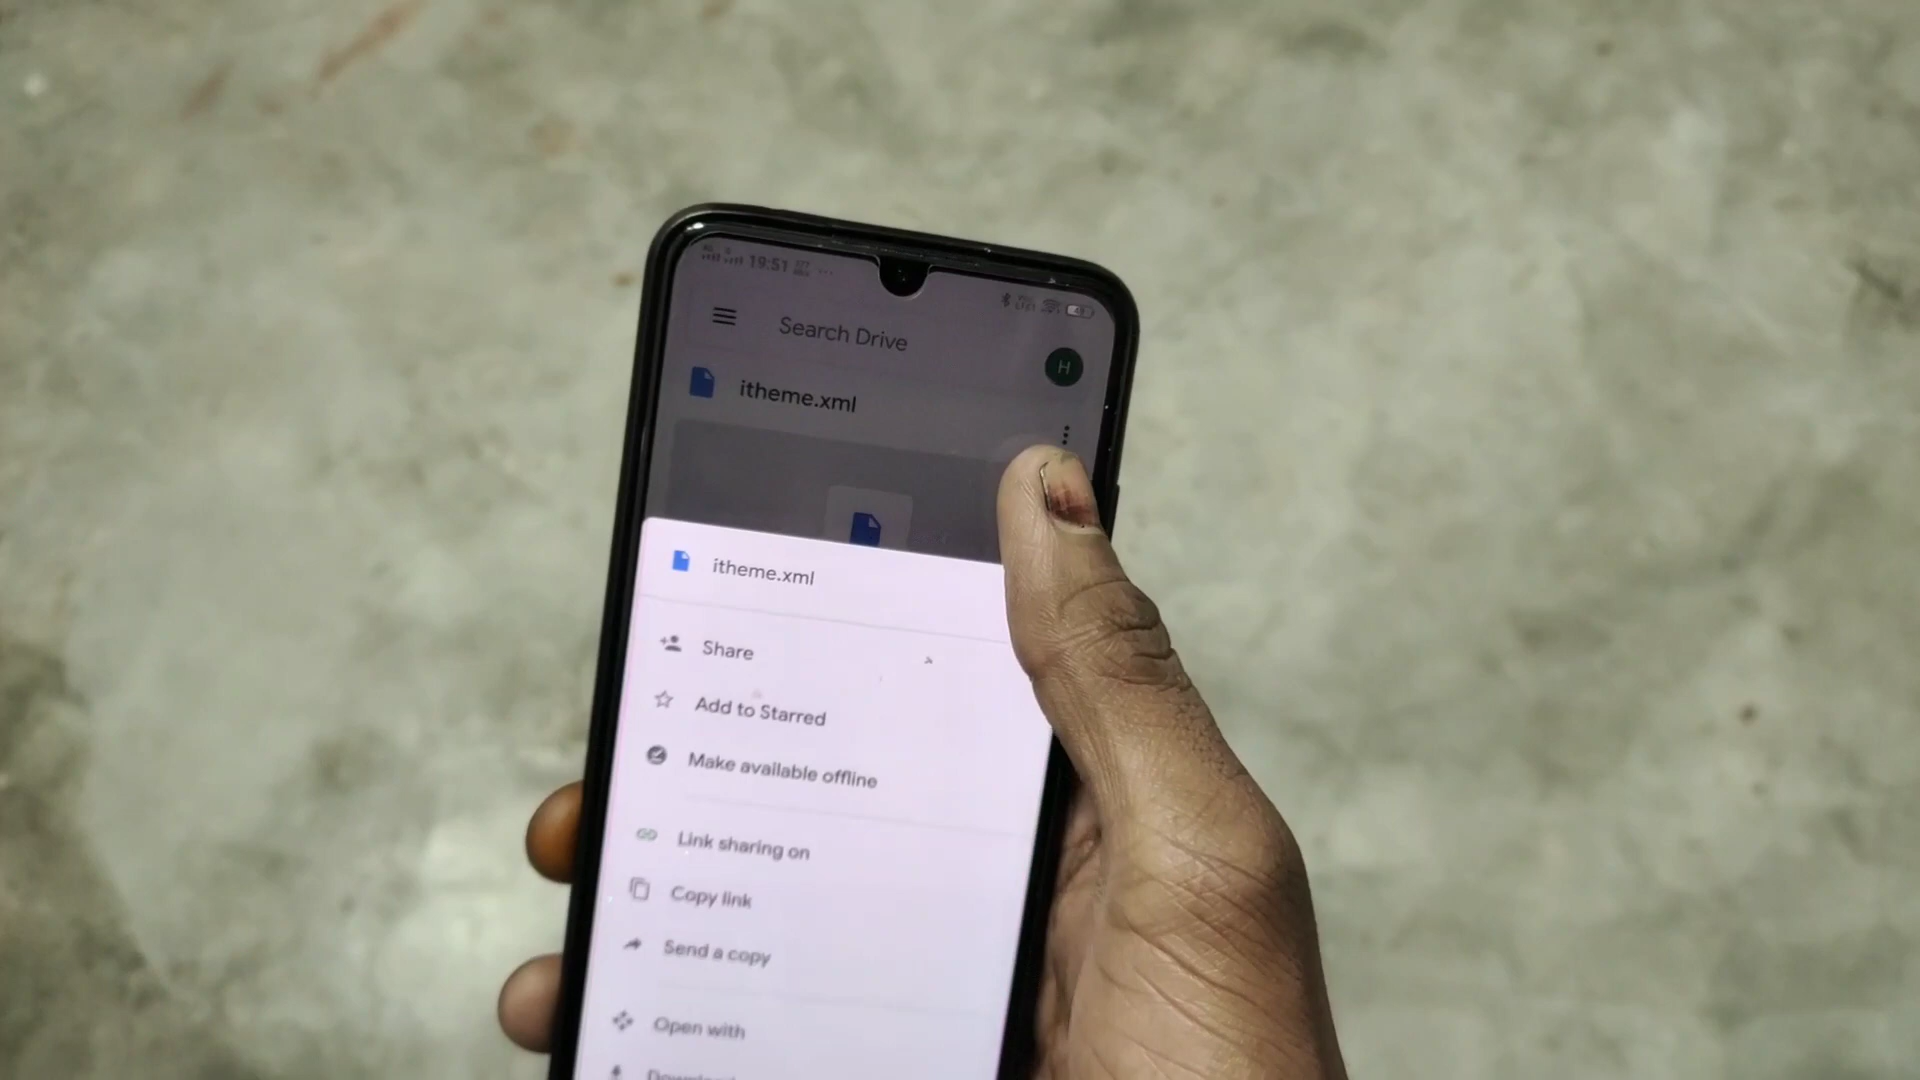 19:51
Search Drive
H
itheme.xml
itheme.xml
Share
Add to Starred
Make available offline
Link sharing on
Copy link
Send a copy
Open with